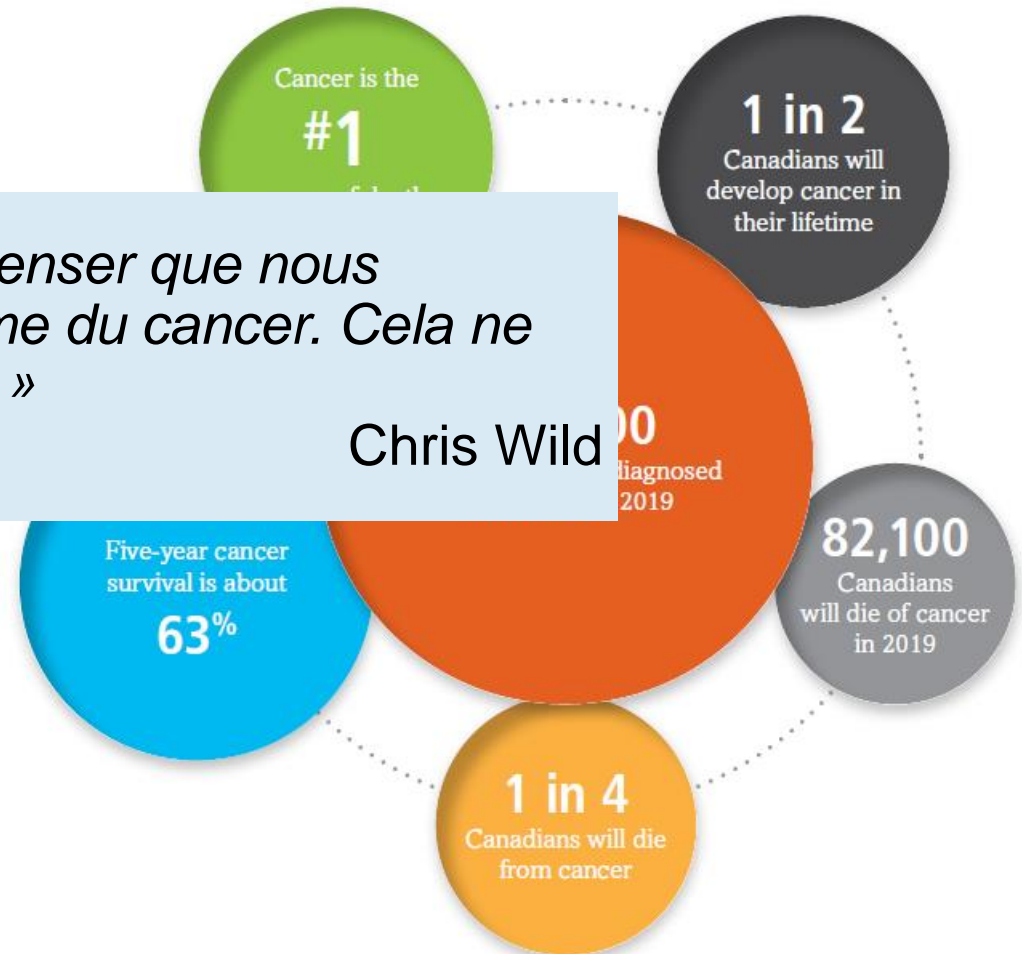 Cancer is the
#1
1 in 2
Canadians will
develop cancer in
their lifetime
enser que nous
me du cancer. Cela ne
»
Chris Wild
00
diagnosed
2019
Five-year cancer
survival is about
63%
82,100
Canadians
will die of cancer
in 2019
1 in 4
Canadians will die
from cancer